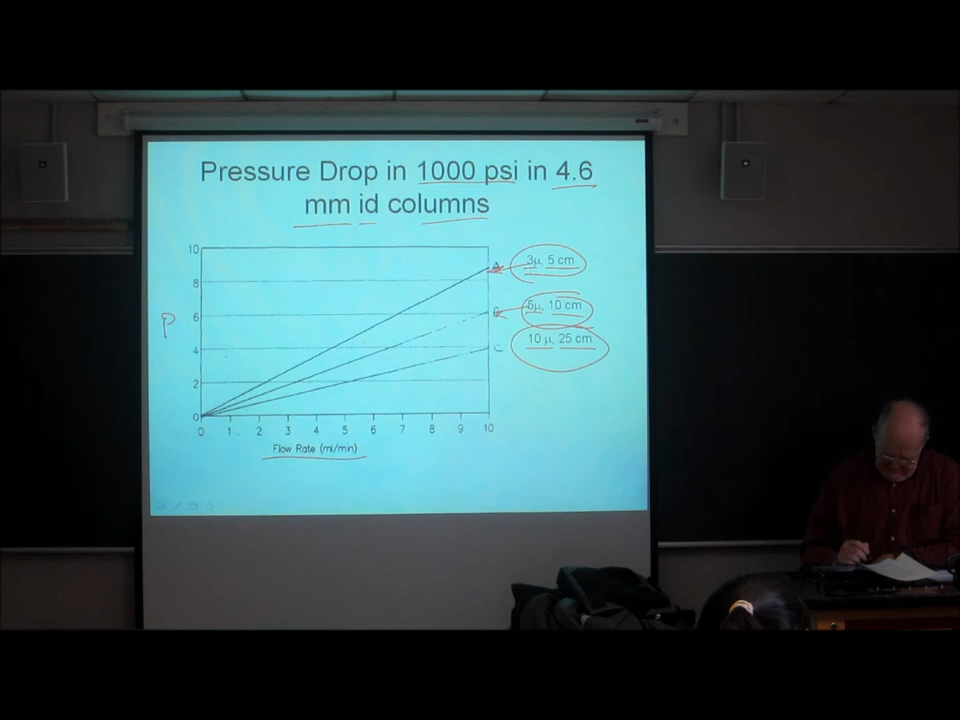 Pressure Drop in 1000 psi in 4.6
mm id columns
10
8
6
4
2
0
P
A
3μ, 5 cm
B
5μ, 10 cm
10 μ, 25 cm
C
0 1 2 3 4 5 6 7 8 9 10
Flow Rate (ml/min)